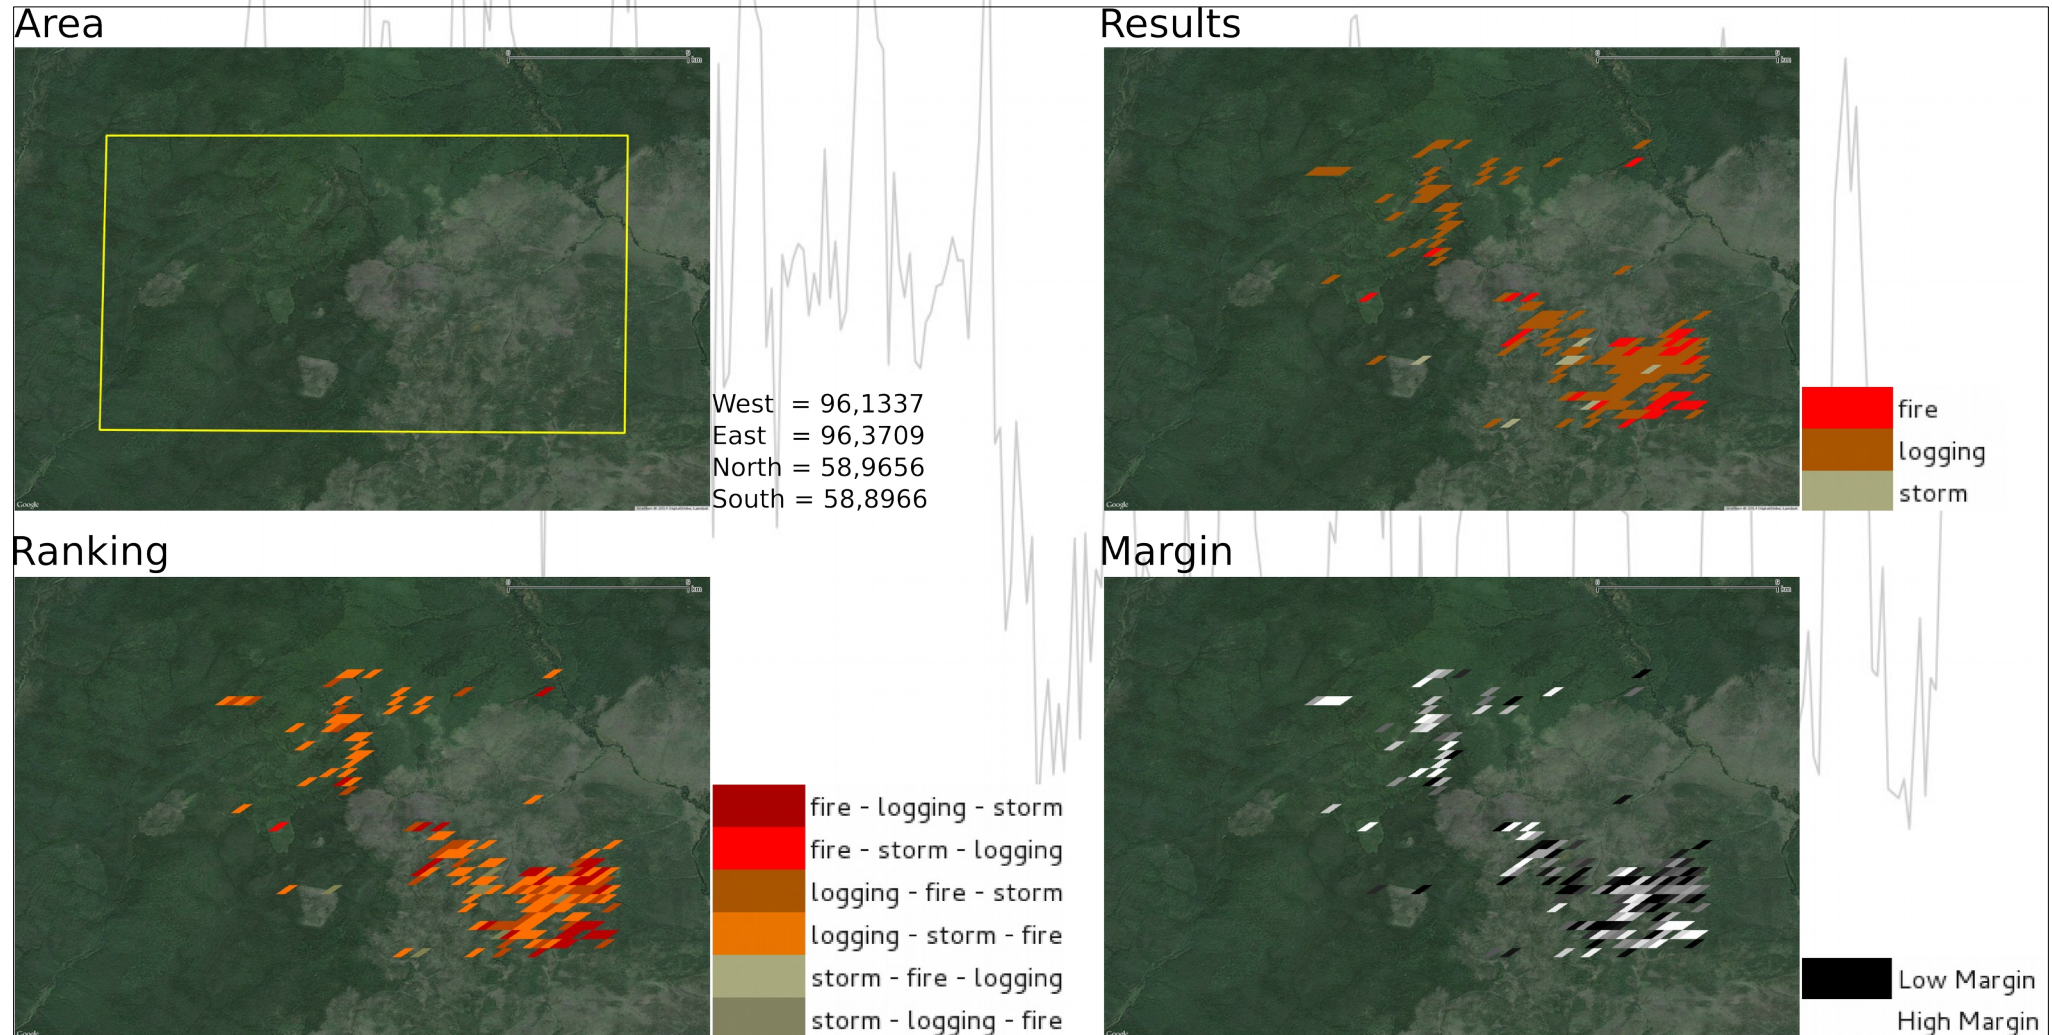 Area
West = 96,1337
East = 96,3709
North = 58,9656
South = 58,8966
Google
Results
fire
logging
storm
Google
Ranking
fire - logging - storm
fire - storm - logging
logging - fire - storm
logging - storm - fire
storm - fire - logging
storm - logging - fire
Margin
Low Margin
High Margin